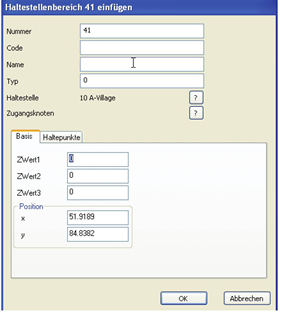 Haltestellenbereich 41 einfügen
Nummer 41
Code
Name
Typ 0
Haltestelle 10 A-Village ?
Zugangsknoten ?
Basis Haltepunkte
ZWert1 0
ZWert2 0
ZWert3 0
Position
x 51.9189
y 84.8382
OK Abbrechen